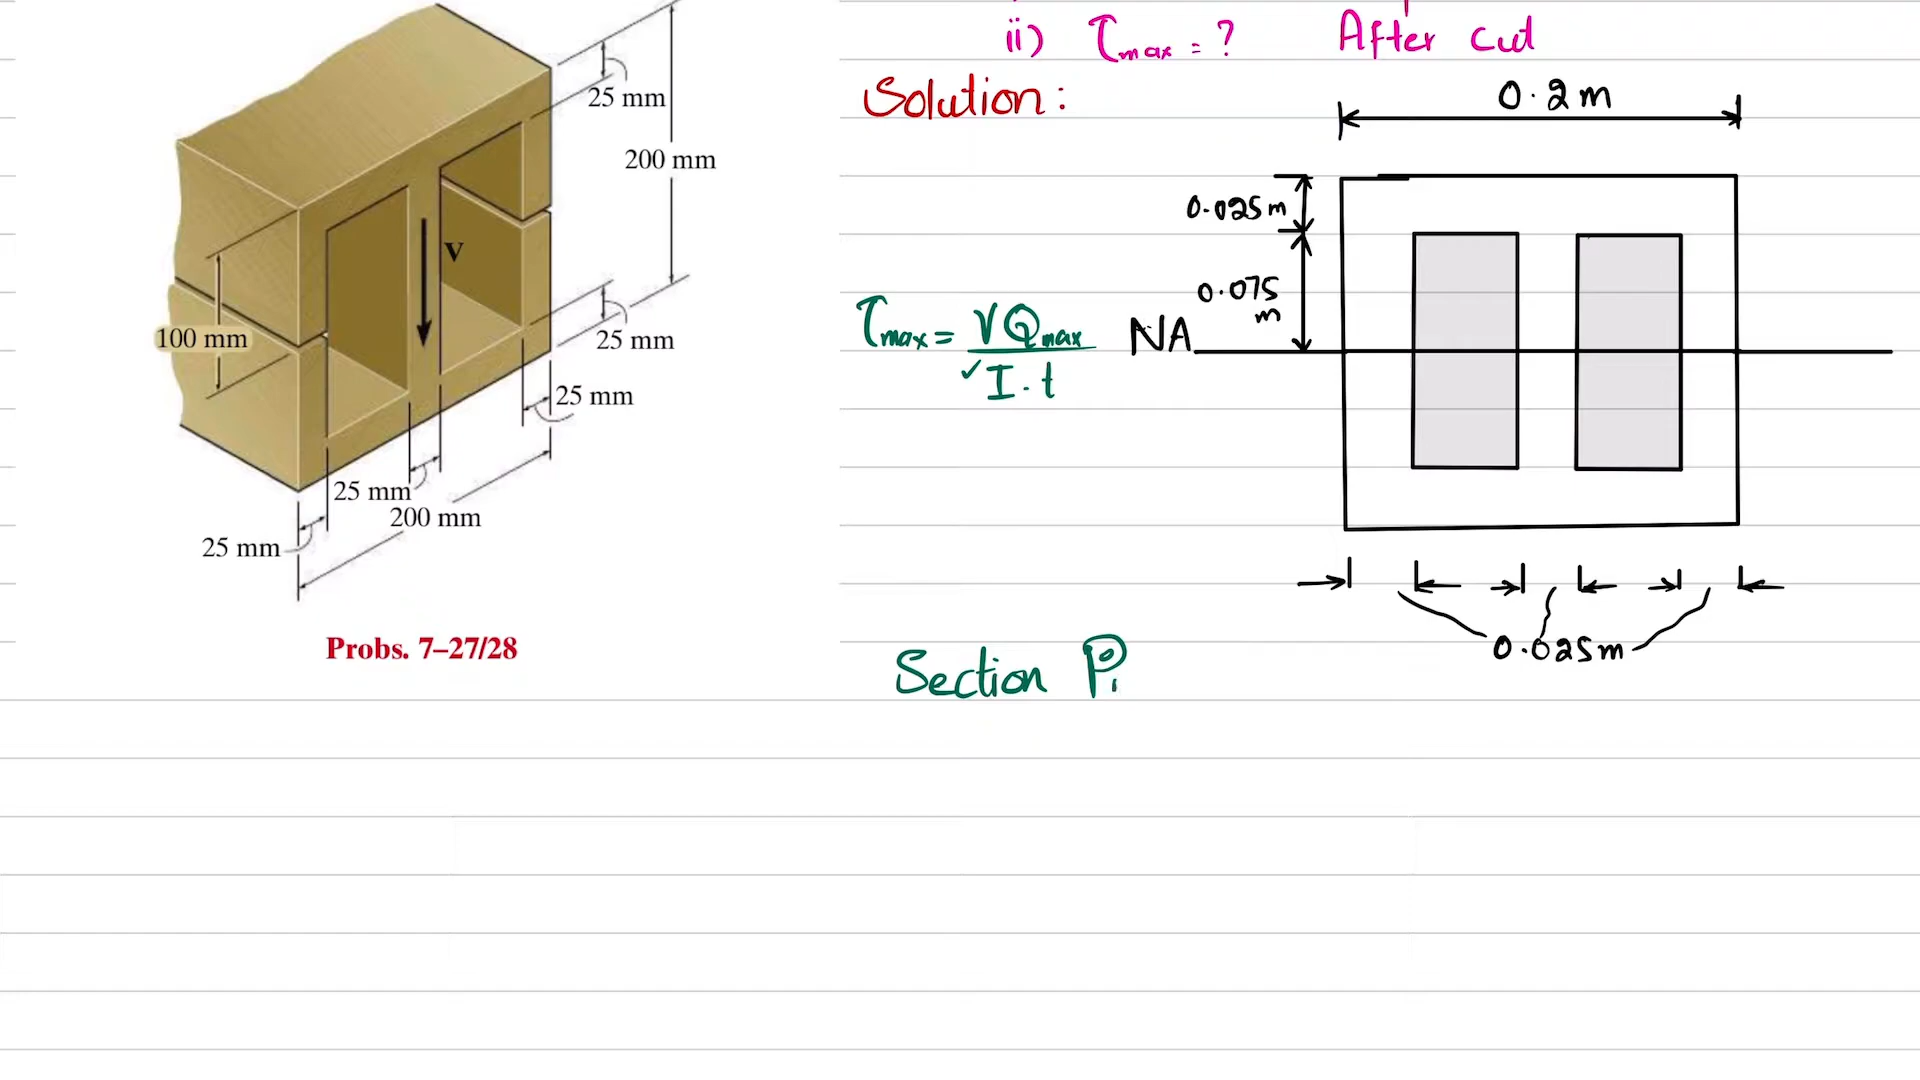 ii) τmax = ? After cut
Solution:
0.2 m
25 mm
200 mm
V
100 mm
25 mm
25 mm
25 mm
200 mm
25 mm
Probs. 7–27/28
0.025 m
0.075 m
τmax = VQmax / I.t
NA
0.025m
Section P